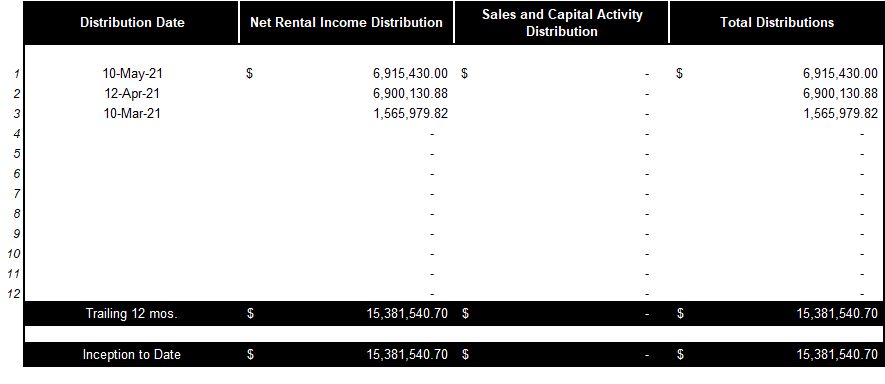 Distribution Date Net Rental Income Distribution Sales and Capital Activity Distribution Total Distributions
1 10-May-21 $ 6,915,430.00 $ - $ 6,915,430.00
2 12-Apr-21 6,900,130.88 - 6,900,130.88
3 10-Mar-21 1,565,979.82 - 1,565,979.82
4 - - -
5 - - -
6 - - -
7 - - -
8 - - -
9 - - -
10 - - -
11 - - -
12 - - -
Trailing 12 mos. $ 15,381,540.70 $ - $ 15,381,540.70
Inception to Date $ 15,381,540.70 $ - $ 15,381,540.70